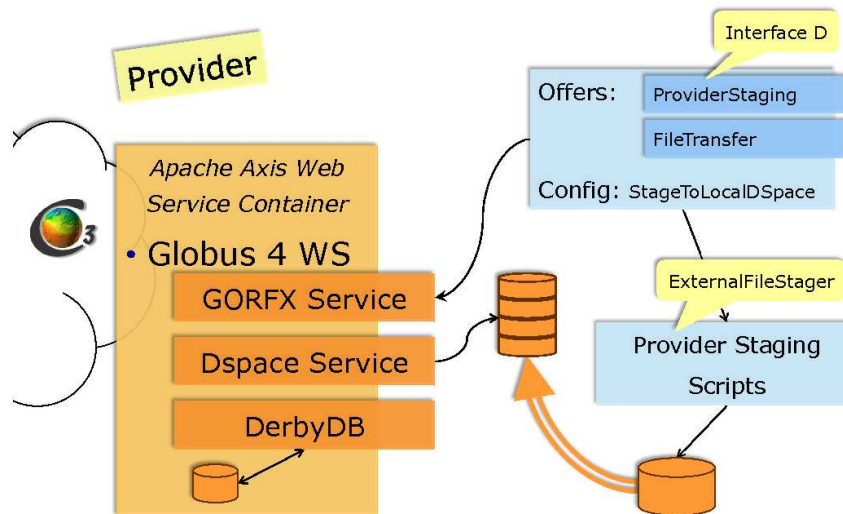 Provider
Interface D
Offers: ProviderStaging
FileTransfer
Config: StageToLocalDSpace
Apache Axis Web
Service Container
3
• Globus 4 WS
GORFX Service
Dspace Service
DerbyDB
ExternalFileStager
Provider Staging
Scripts